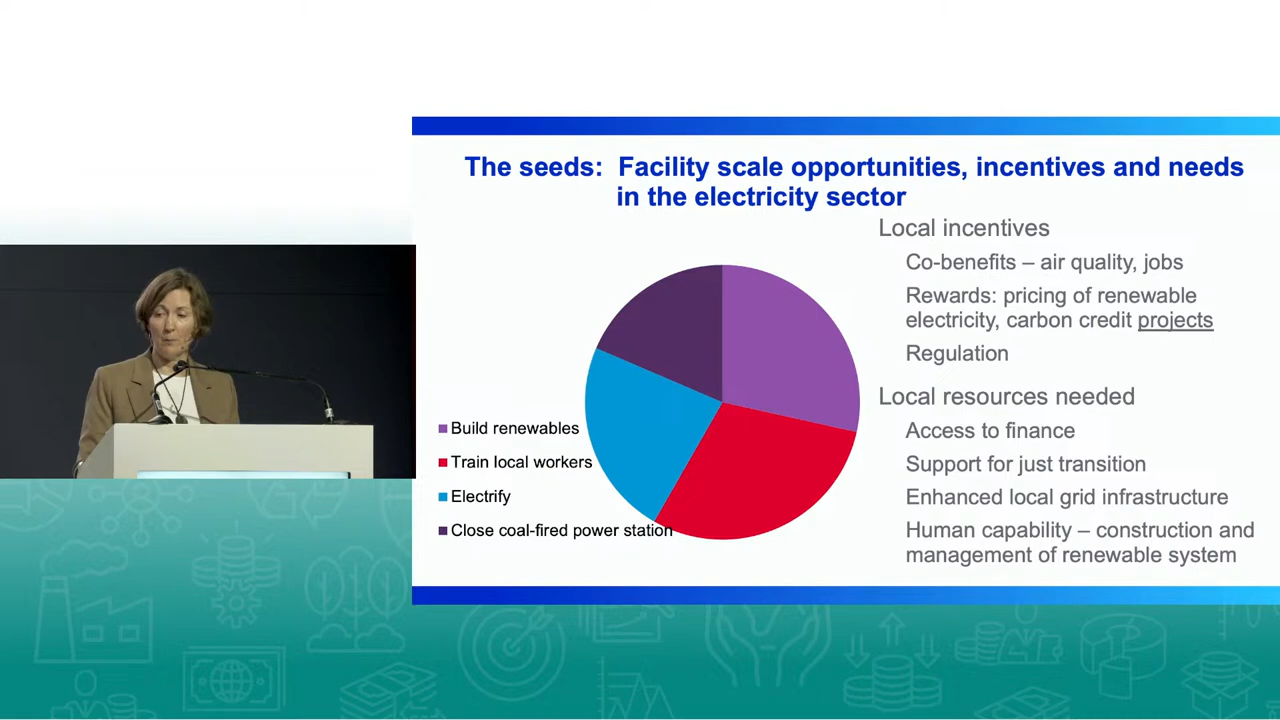 The seeds: Facility scale opportunities, incentives and needs
in the electricity sector
Local incentives
Co-benefits – air quality, jobs
Rewards: pricing of renewable
electricity, carbon credit projects
Regulation
Local resources needed
Access to finance
Support for just transition
Enhanced local grid infrastructure
Human capability – construction and
management of renewable system
Build renewables
Train local workers
Electrify
Close coal-fired power station